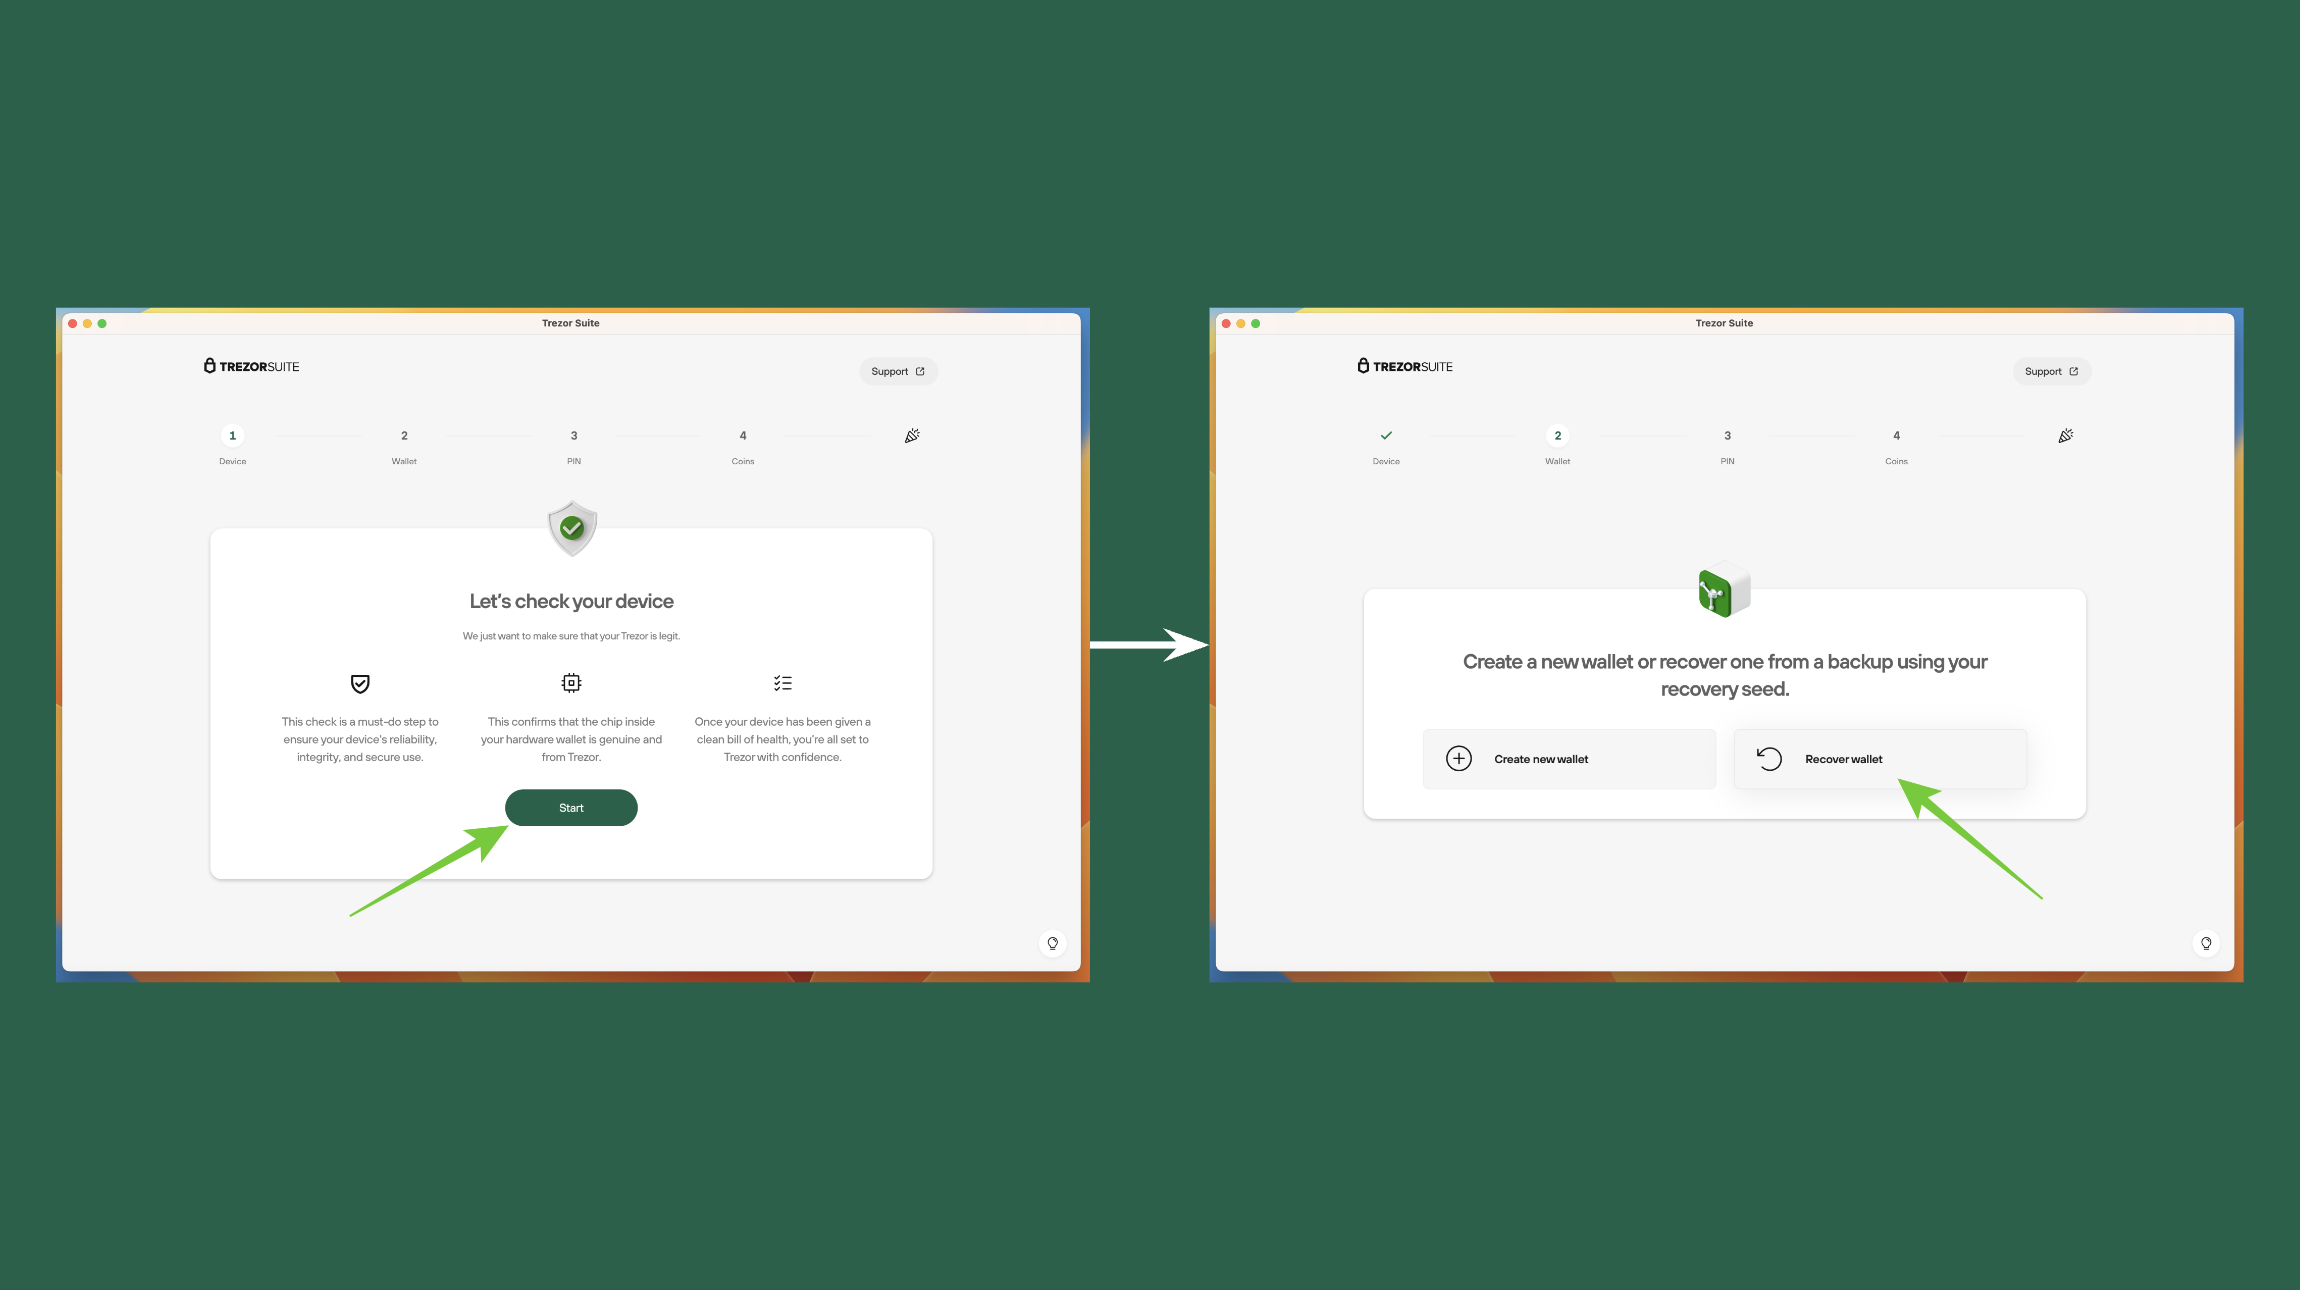 Trezor Suite
TREZORSUITE
Support
1
2
3
4
Device
Wallet
PIN
Coins
Let's check your device
We just want to make sure that your Trezor is legit.
This check is a must-do step to
ensure your device's reliability,
integrity, and secure use.
This confirms that the chip inside
your hardware wallet is genuine and
from Trezor.
Once your device has been given a
clean bill of health, you're all set to
Trezor with confidence.
Start
Trezor Suite
TREZORSUITE
Support
2
3
4
Device
Wallet
PIN
Coins
Create a new wallet or recover one from a backup using your
recovery seed.
Create new wallet
Recover wallet